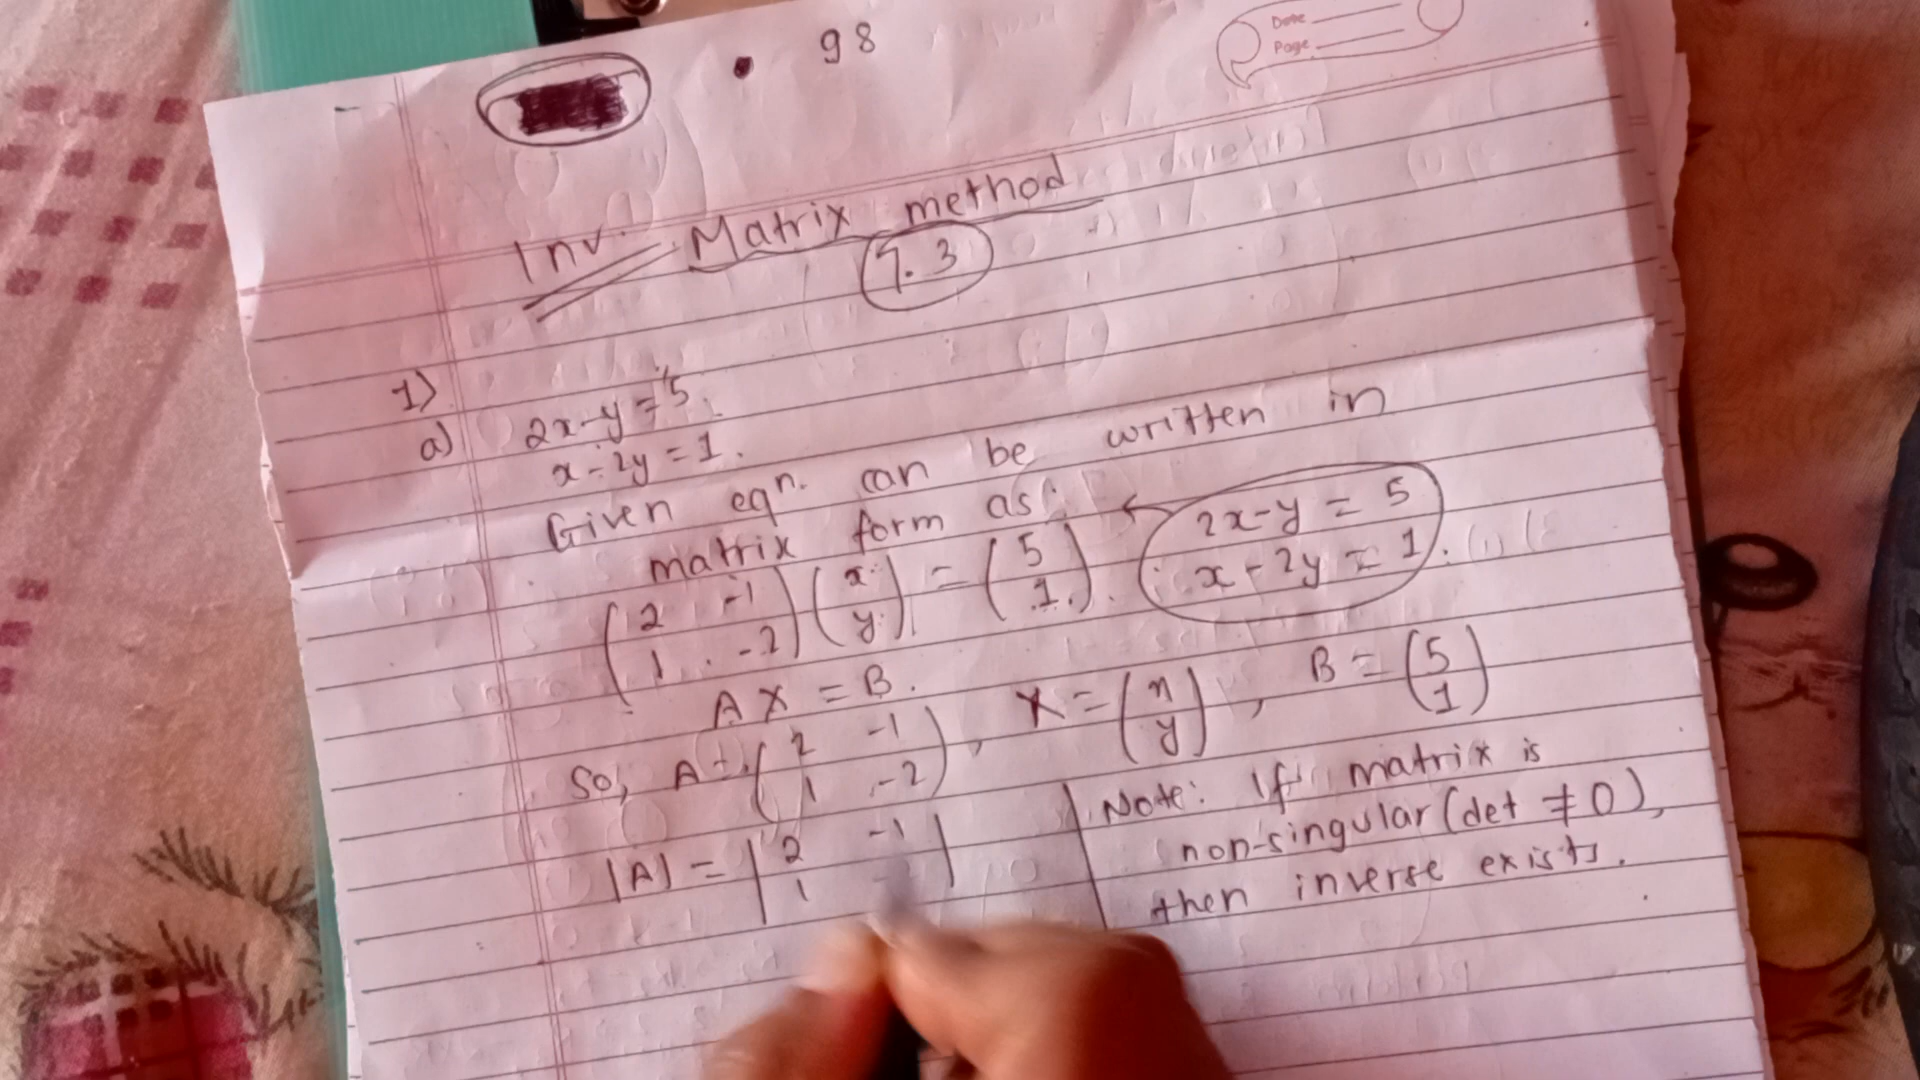 98
Date
Page
Inv. Matrix method
7.3
1)
a) 2x-y=5.
x-2y=1.
Given eqn. can be written in
matrix form as:
2x-y = 5
x-2y = 1.
(2 -1) (x) = (5)
(1 -2) (y) (1).
AX = B.
So, A = (2 -1), X = (x), B = (5)
(1 -2) (y) (1)
|A| = |2 -1|
1
Note: If matrix is
non-singular (det ≠ 0),
then inverse exists.